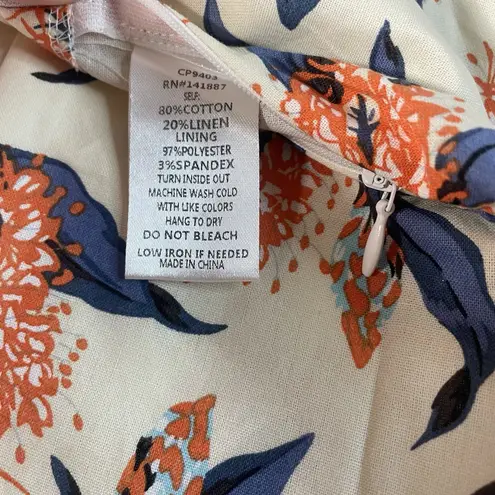 CP9403
RN#141887
SELF:
80%COTTON
20%LINEN
LINING
97%POLYESTER
3%SPANDEX
TURN INSIDE OUT
MACHINE WASH COLD
WITH LIKE COLORS
HANG TO DRY
DO NOT BLEACH
LOW IRON IF NEEDED
MADE IN CHINA